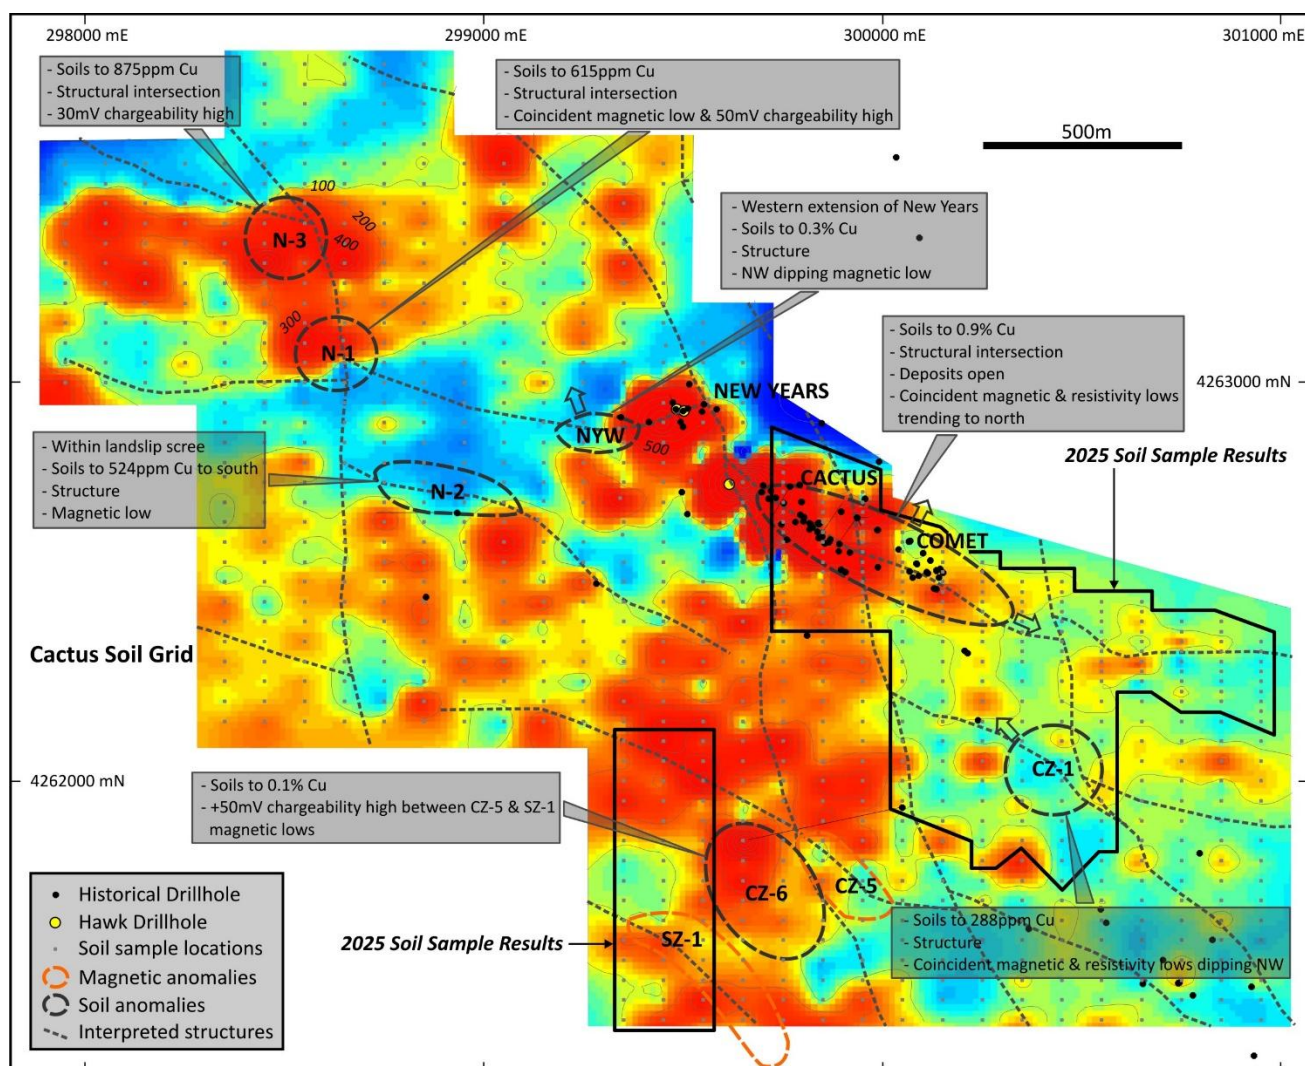 298000 mE
299000 mE
300000 mE
301000 mE
- Soils to 875ppm Cu
- Structural intersection
- 30mV chargeability high
- Soils to 615ppm Cu
- Structural intersection
- Coincident magnetic low & 50mV chargeability high
500m
100
200
400
N-3
- Western extension of New Years
- Soils to 0.3% Cu
- Structure
- NW dipping magnetic low
300
N-1
- Soils to 0.9% Cu
- Structural intersection
- Deposits open
- Coincident magnetic & resistivity lows
trending to north
4263000 mN
NEW YEARS
NYW
500
2025 Soil Sample Results
- Within landslip scree
- Soils to 524ppm Cu to south
- Structure
- Magnetic low
N-2
CACTUS
COMET
Cactus Soil Grid
4262000 mN
CZ-1
- Soils to 0.1% Cu
- +50mV chargeability high between CZ-5 & SZ-1
magnetic lows
CZ-6
CZ-5
SZ-1
2025 Soil Sample Results
- Soils to 288ppm Cu
- Structure
- Coincident magnetic & resistivity lows dipping NW
Historical Drillhole
Hawk Drillhole
Soil sample locations
Magnetic anomalies
Soil anomalies
Interpreted structures